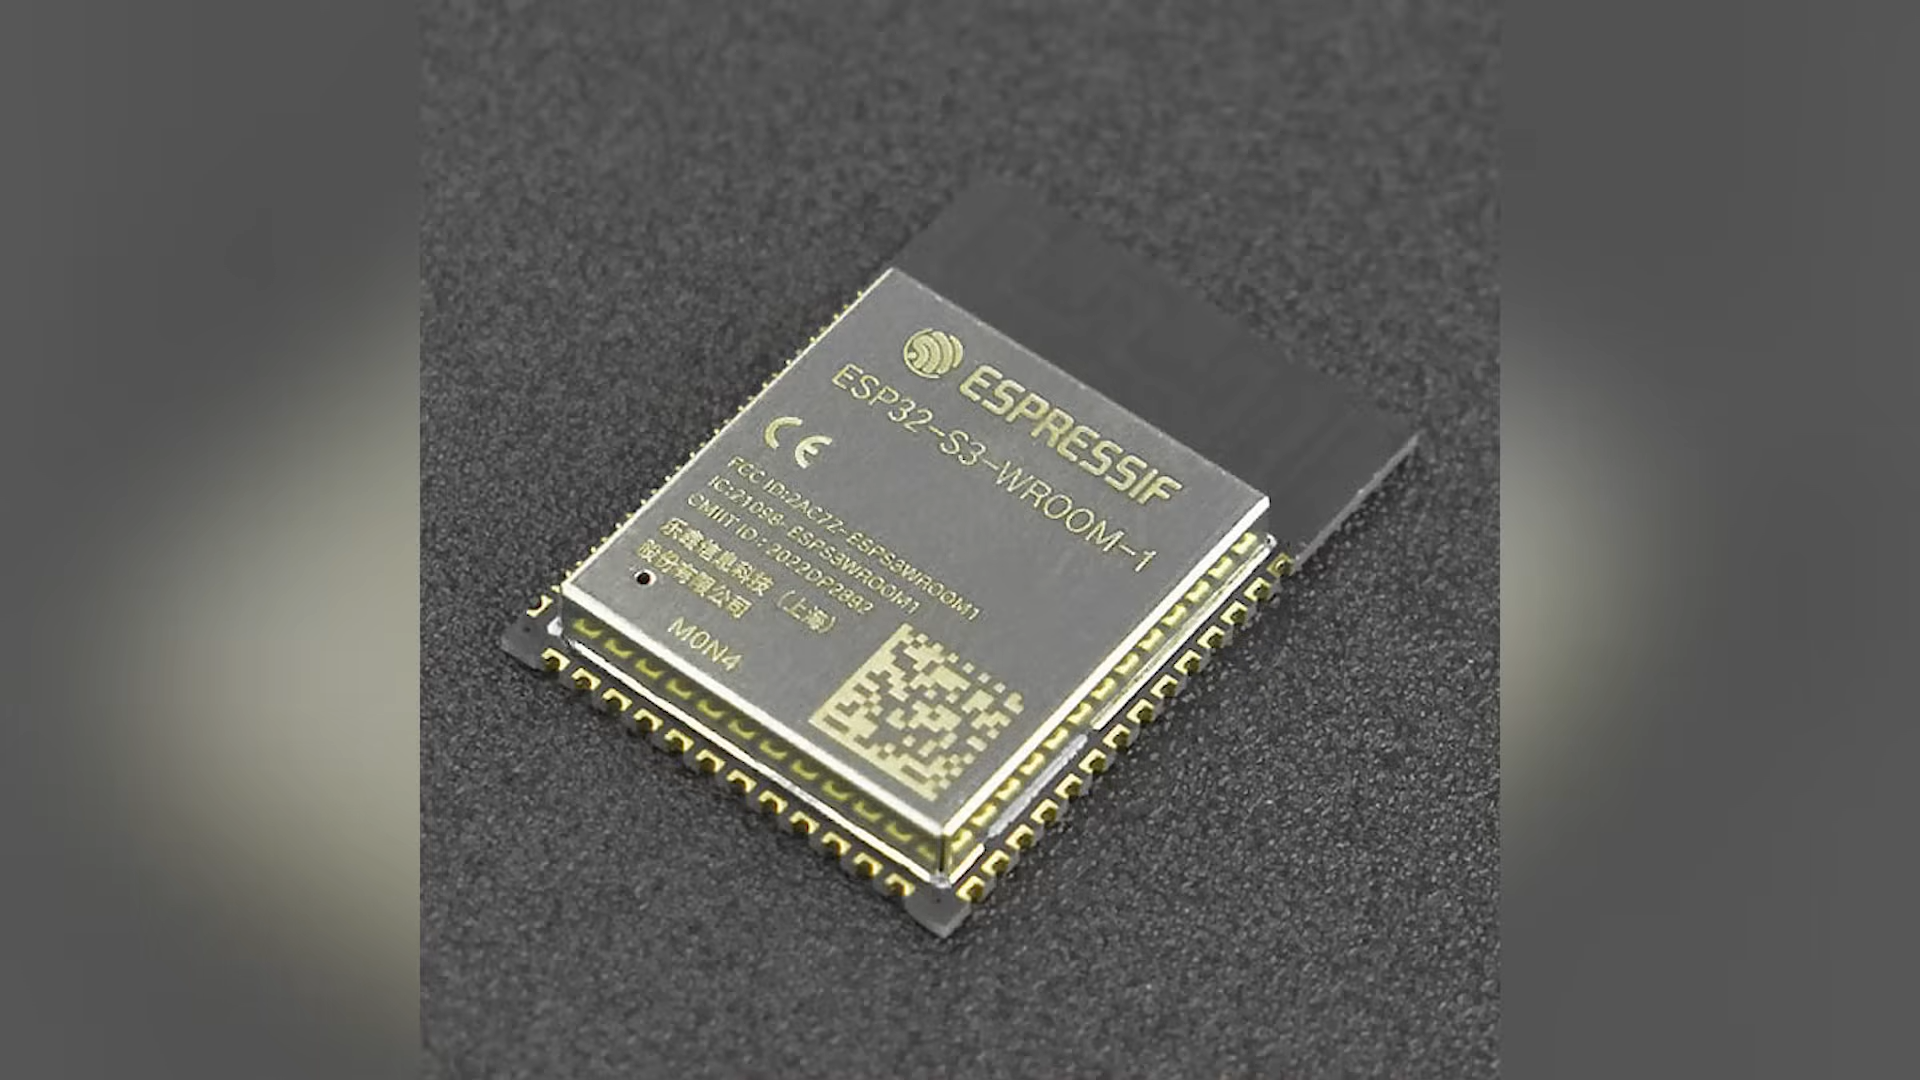 ESPRESSIF
ESP32-S3-WROOM-1
CE
FCC ID:2AC7Z-ESPS3WROOM1
IC:21098-ESPS3WROOM1
CMIIT ID：2022DP2892
乐鑫信息科技（上海）
股份有限公司
M0N4